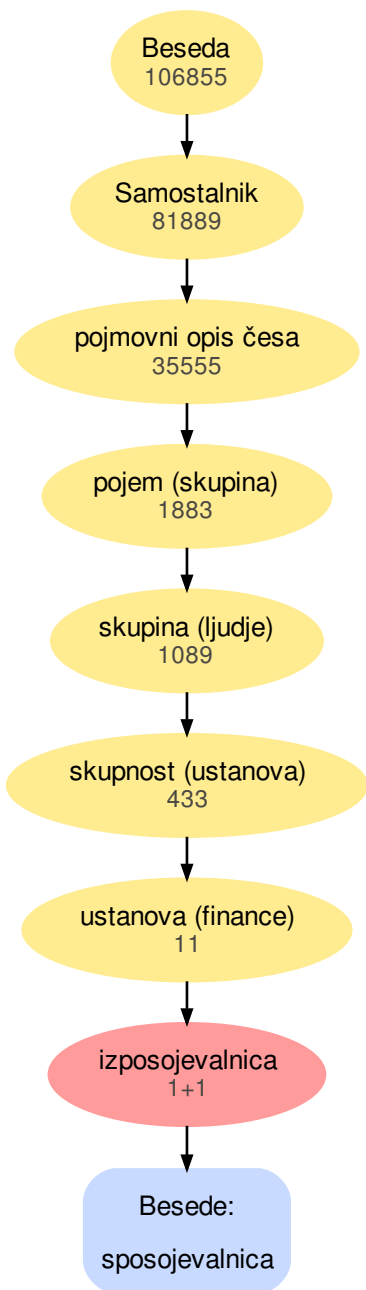 Beseda
106855
Samostalnik
81889
pojmovni opis česa
35555
pojem (skupina)
1883
skupina (ljudje)
1089
skupnost (ustanova)
433
ustanova (finance)
11
izposojevalnica
1+1
Besede:
sposojevalnica